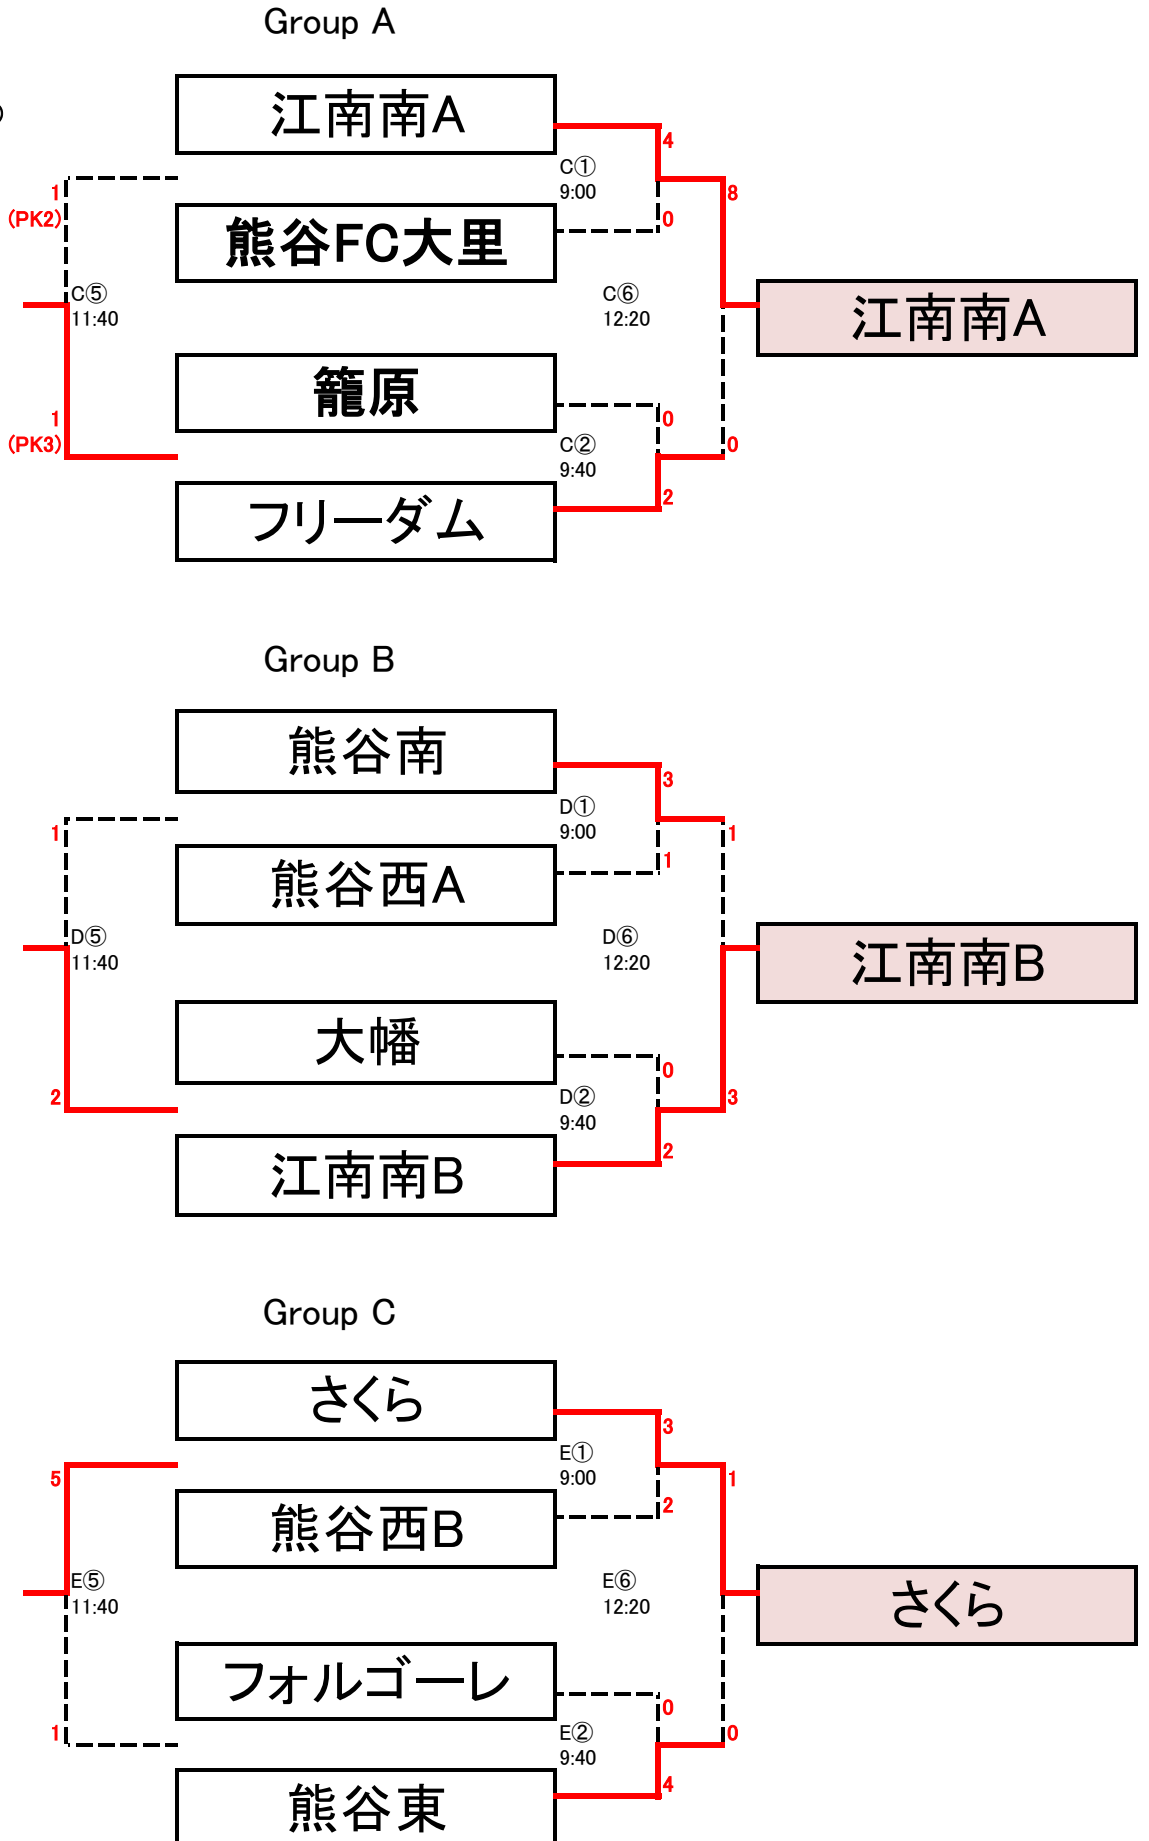 Group A
江南南A
4
C①
9:00
1
(PK2)
8
0
熊谷FC大里
C⑤
11:40
C⑥
12:20
江南南A
籠原
1
(PK3)
0
C②
9:40
0
2
フリーダム
Group B
熊谷南
3
D①
9:00
1
1
1
熊谷西A
D⑤
11:40
D⑥
12:20
江南南B
大幡
0
2
D②
9:40
3
2
江南南B
Group C
さくら
3
E①
9:00
5
1
2
熊谷西B
E⑤
11:40
E⑥
12:20
さくら
フォルゴーレ
0
1
E②
9:40
0
4
熊谷東